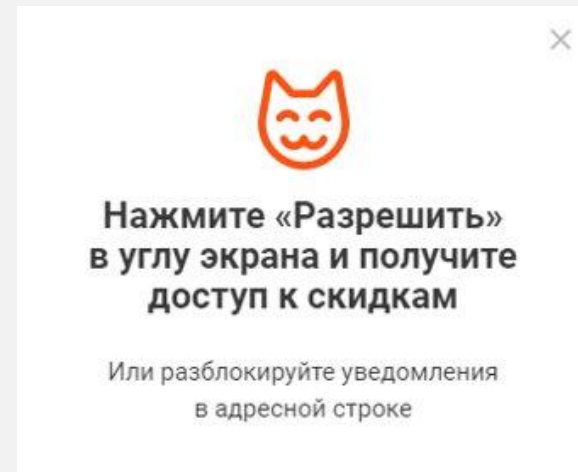 Нажмите «Разрешить»
в углу экрана и получите
доступ к скидкам
Или разблокируйте уведомления
в адресной строке